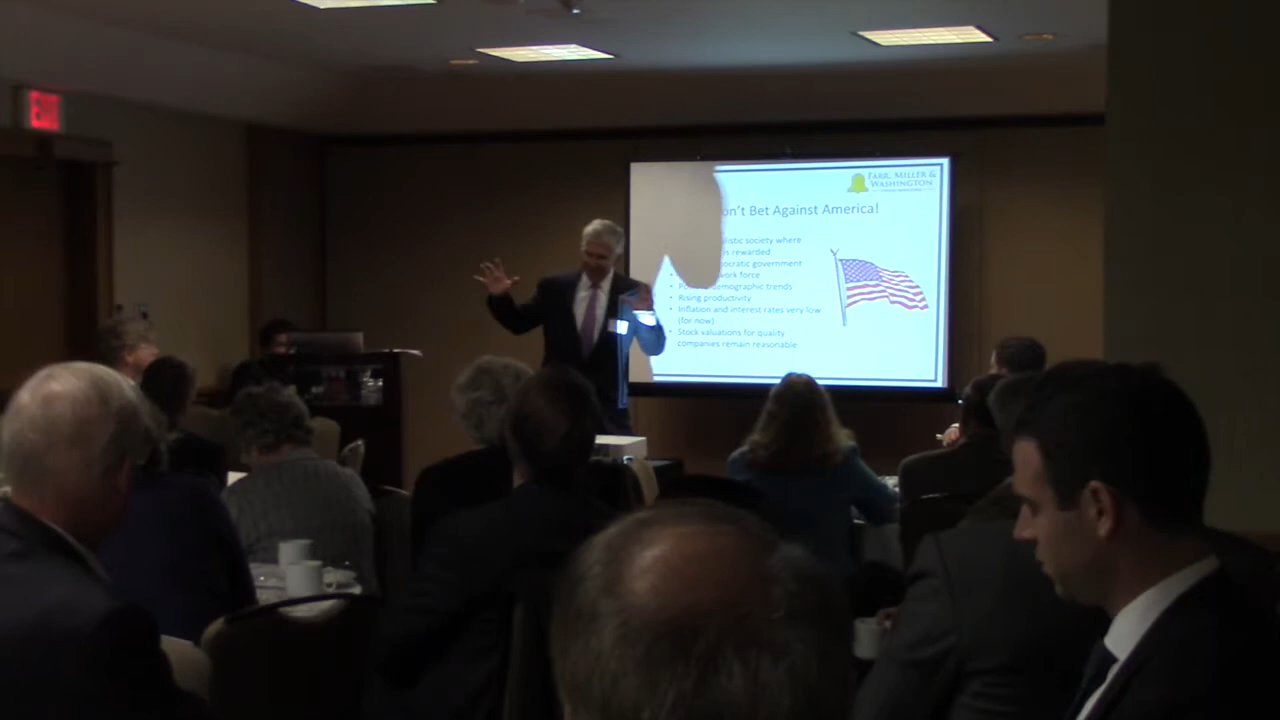 EXIT
FARR, MILLER &
WASHINGTON
on't Bet Against America!
listic society where
is rewarded
ocratic government
work force
demographic trends
• Rising productivity
• Inflation and interest rates very low
(for now)
• Stock valuations for quality
companies remain reasonable